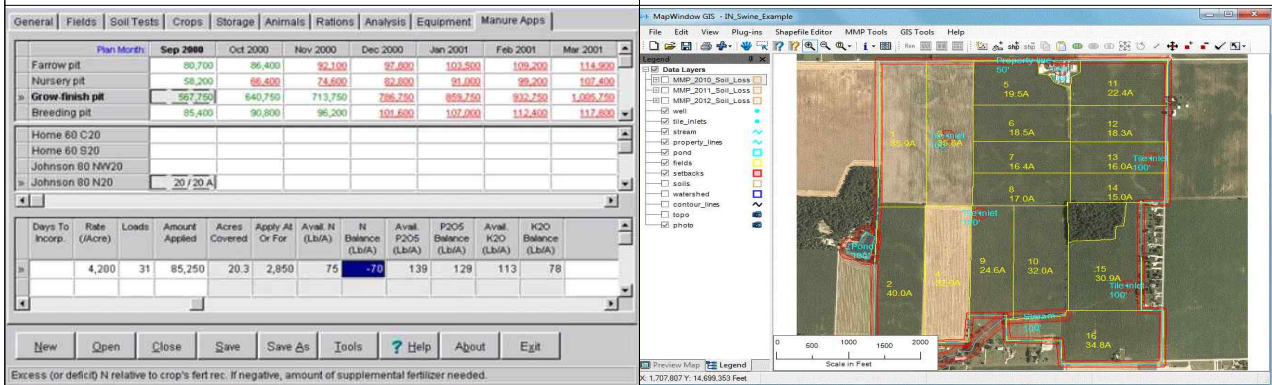 General Fields Soil Tests Crops Storage Animals Rations Analysis Equipment Manure Apps
Plan Month: Sep 2000 Oct 2000 Nov 2000 Dec 2000 Jan 2001 Feb 2001 Mar 2001
Farrow pit 80,700 86,400 92,100 97,800 103,500 109,200 114,900
Nursery pit 58,200 66,400 74,600 82,800 91,000 99,200 107,400
» Grow-finish pit 567,750 640,750 713,750 786,750 859,750 932,750 1,005,750
Breeding pit 85,400 90,800 96,200 101,600 107,000 112,400 117,800
Home 60 C20
Home 60 S20
Johnson 80 NW20
» Johnson 80 N20 20 / 20 A
Days To Incorp. Rate (/Acre) Loads Amount Applied Acres Covered Apply At Or For Avail. N (Lb/A) N Balance (Lb/A) Avail. P2O5 (Lb/A) P2O5 Balance (Lb/A) Avail. K2O (Lb/A) K2O Balance (Lb/A)
» 4,200 31 85,250 20.3 2,850 75 -70 139 129 113 78
New Open Close Save Save As Tools ? Help About Exit
Excess (or deficit) N relative to crop's fert rec. If negative, amount of supplemental fertilizer needed.
MapWindow GIS - IN_Swine_Example
File Edit View Plug-ins Shapefile Editor MMP Tools GIS Tools Help
Legend
Data Layers
MMP_2010_Soil_Loss
MMP_2011_Soil_Loss
MMP_2012_Soil_Loss
well
tile_inlets
stream
property_lines
pond
fields
setbacks
soils
watershed
contour_lines
topo
photo
Property line
50'
5
19.5A
11
22.4A
6
18.5A
12
18.3A
1
Tile inlet
7
16.4A
13
16.0A
Tile inlet
100'
8
17.0A
14
15.0A
Tile inlet
100'
Pond
100'
2
40.0A
4
9
24.6A
10
32.0A
15
30.9A
Tile inlet
100'
Stream
100'
16
34.8A
0 500 1000 1500 2000
Scale in Feet
Preview Map Legend
X: 1,707,807 Y: 14,699,353 Feet